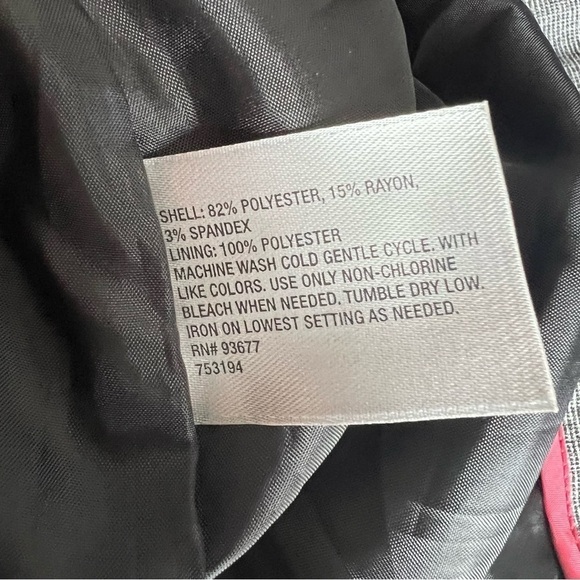 SHELL: 82% POLYESTER, 15% RAYON,
3% SPANDEX
LINING: 100% POLYESTER
MACHINE WASH COLD GENTLE CYCLE. WITH
LIKE COLORS. USE ONLY NON-CHLORINE
BLEACH WHEN NEEDED. TUMBLE DRY LOW.
IRON ON LOWEST SETTING AS NEEDED.
RN# 93677
753194